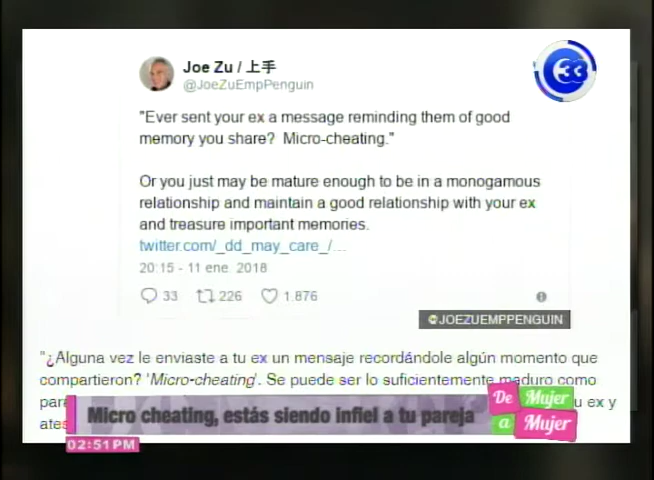 Joe Zu / 上手
@JoeZuEmpPenguin
33
"Ever sent your ex a message reminding them of good
memory you share? Micro-cheating."
Or you just may be mature enough to be in a monogamous
relationship and maintain a good relationship with your ex
and treasure important memories.
twitter.com/_dd_may_care_/...
20:15 - 11 ene. 2018
33 226 1.876
@JOEZUEMPPENGUIN
"¿Alguna vez le enviaste a tu ex un mensaje recordándole algún momento que
compartieron? 'Micro-cheating'. Se puede ser lo suficientemente maduro como
u ex y
Micro cheating, estás siendo infiel a tu pareja
De Mujer
a Mujer
02:51 PM